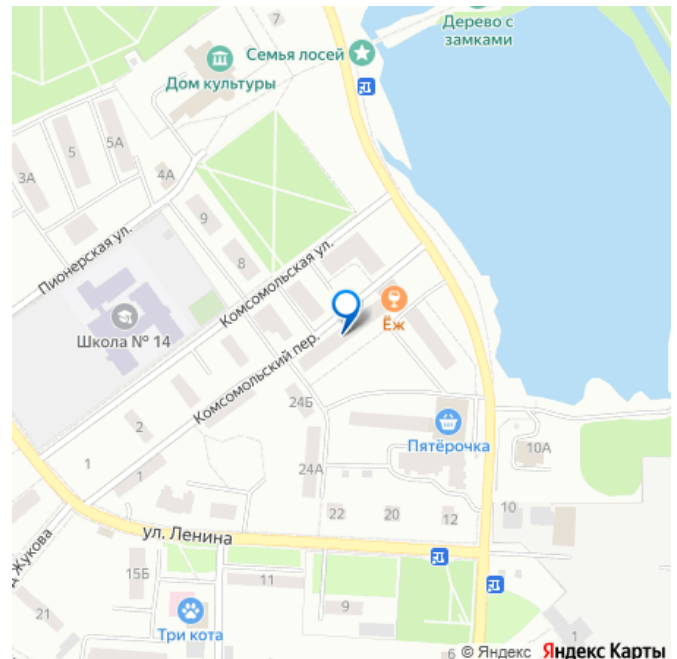 7
Дерево с
замками
Семья лосей
Дом культуры
5А
5
3А
4А
9
8
Пионерская ул.
Комсомольская ул.
Школа № 14
Ёж
Комсомольский пер.
24Б
2
1
1
Пятёрочка
10А
24А
22
20
12
10
ул. Ленина
Жукова
15Б
11
9
21
Три кота
6
1
© Яндекс Яндекс Карты